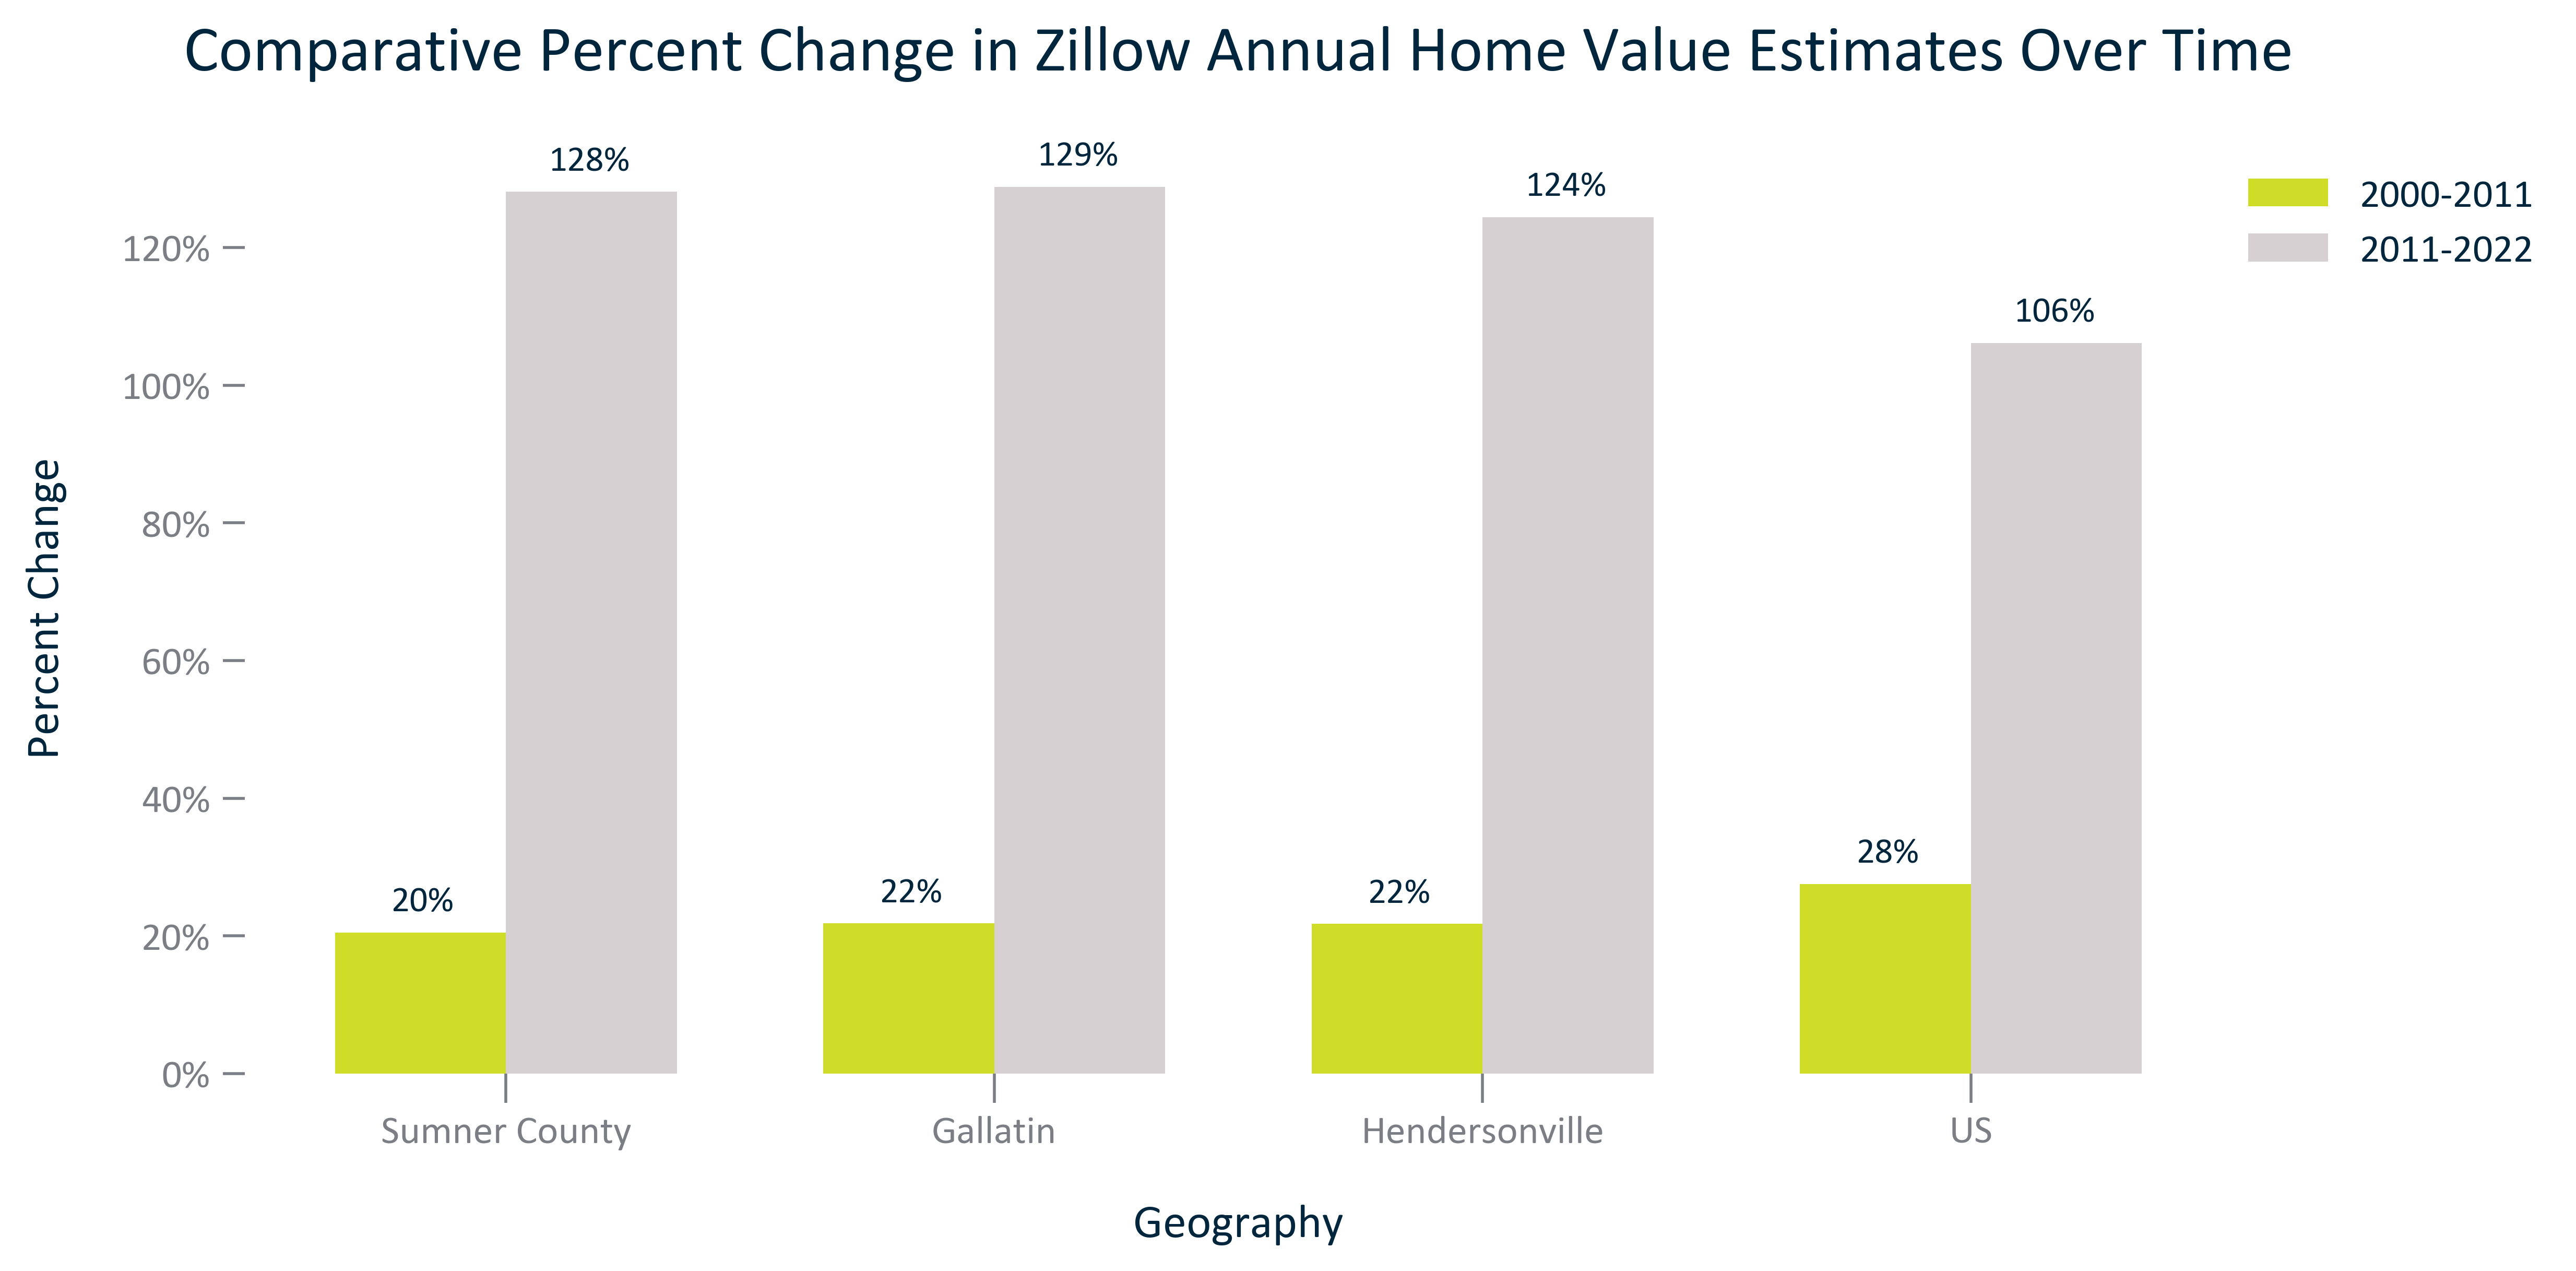 Comparative Percent Change in Zillow Annual Home Value Estimates Over Time
128%
129%
124%
106%
20%
22%
22%
28%
2000-2011
2011-2022
Percent Change
120%
100%
80%
60%
40%
20%
0%
Sumner County
Gallatin
Hendersonville
US
Geography